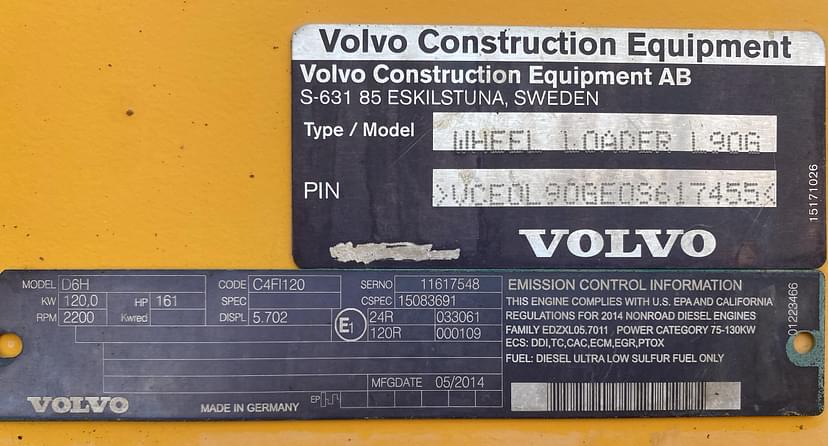 Volvo Construction Equipment
Volvo Construction Equipment AB
S-631 85 ESKILSTUNA, SWEDEN
Type / Model WHEEL LOADER L90G
PIN >VCE0L90GE0S617455<
15171026
VOLVO
MODEL D6H CODE C4FI120 SERNO 11617548
KW 120,0 HP 161 SPEC CSPEC 15083691
RPM 2200 Kwred DISPL 5.702 E1 24R 033061
120R 000109
MFGDATE 05/2014
VOLVO MADE IN GERMANY EP
EMISSION CONTROL INFORMATION
THIS ENGINE COMPLIES WITH U.S. EPA AND CALIFORNIA
REGULATIONS FOR 2014 NONROAD DIESEL ENGINES
FAMILY EDZXL05.7011 POWER CATEGORY 75-130KW
ECS: DDI,TC,CAC,ECM,EGR,PTOX
FUEL: DIESEL ULTRA LOW SULFUR FUEL ONLY
01223466